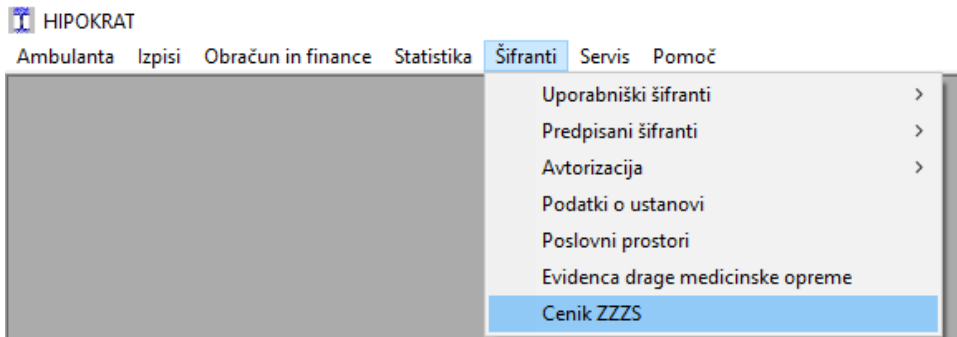 HIPOKRAT
Ambulanta Izpisi Obračun in finance Statistika Šifranti Servis Pomoč
Uporabniški šifranti
Predpisani šifranti
Avtorizacija
Podatki o ustanovi
Poslovni prostori
Evidenca drage medicinske opreme
Cenik ZZZS